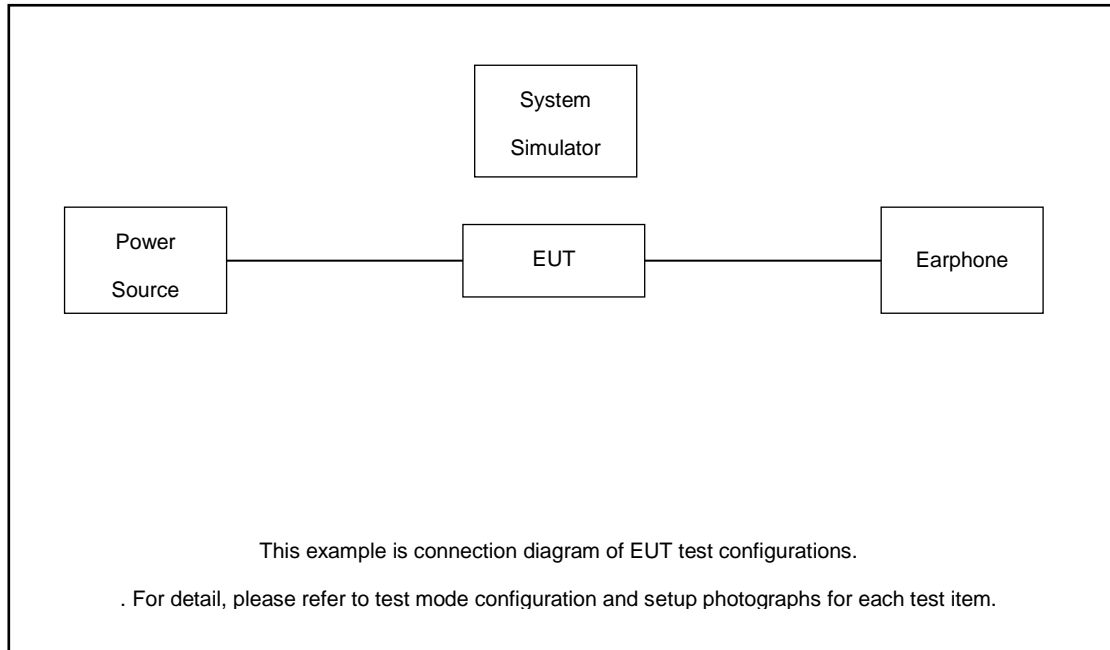 System
Simulator
Power
Source
EUT
Earphone
This example is connection diagram of EUT test configurations.
. For detail, please refer to test mode configuration and setup photographs for each test item.